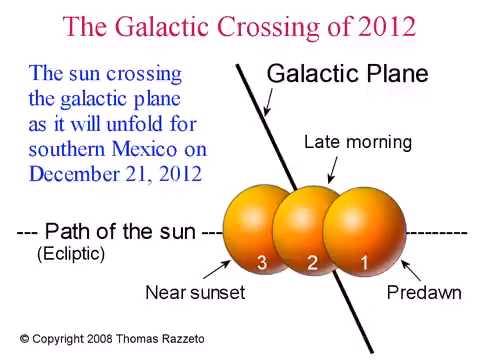 The Galactic Crossing of 2012
The sun crossing
the galactic plane
as it will unfold for
southern Mexico on
December 21, 2012
Galactic Plane
Late morning
--- Path of the sun ---
(Ecliptic)
3 2 1
Near sunset
Predawn
© Copyright 2008 Thomas Razzeto